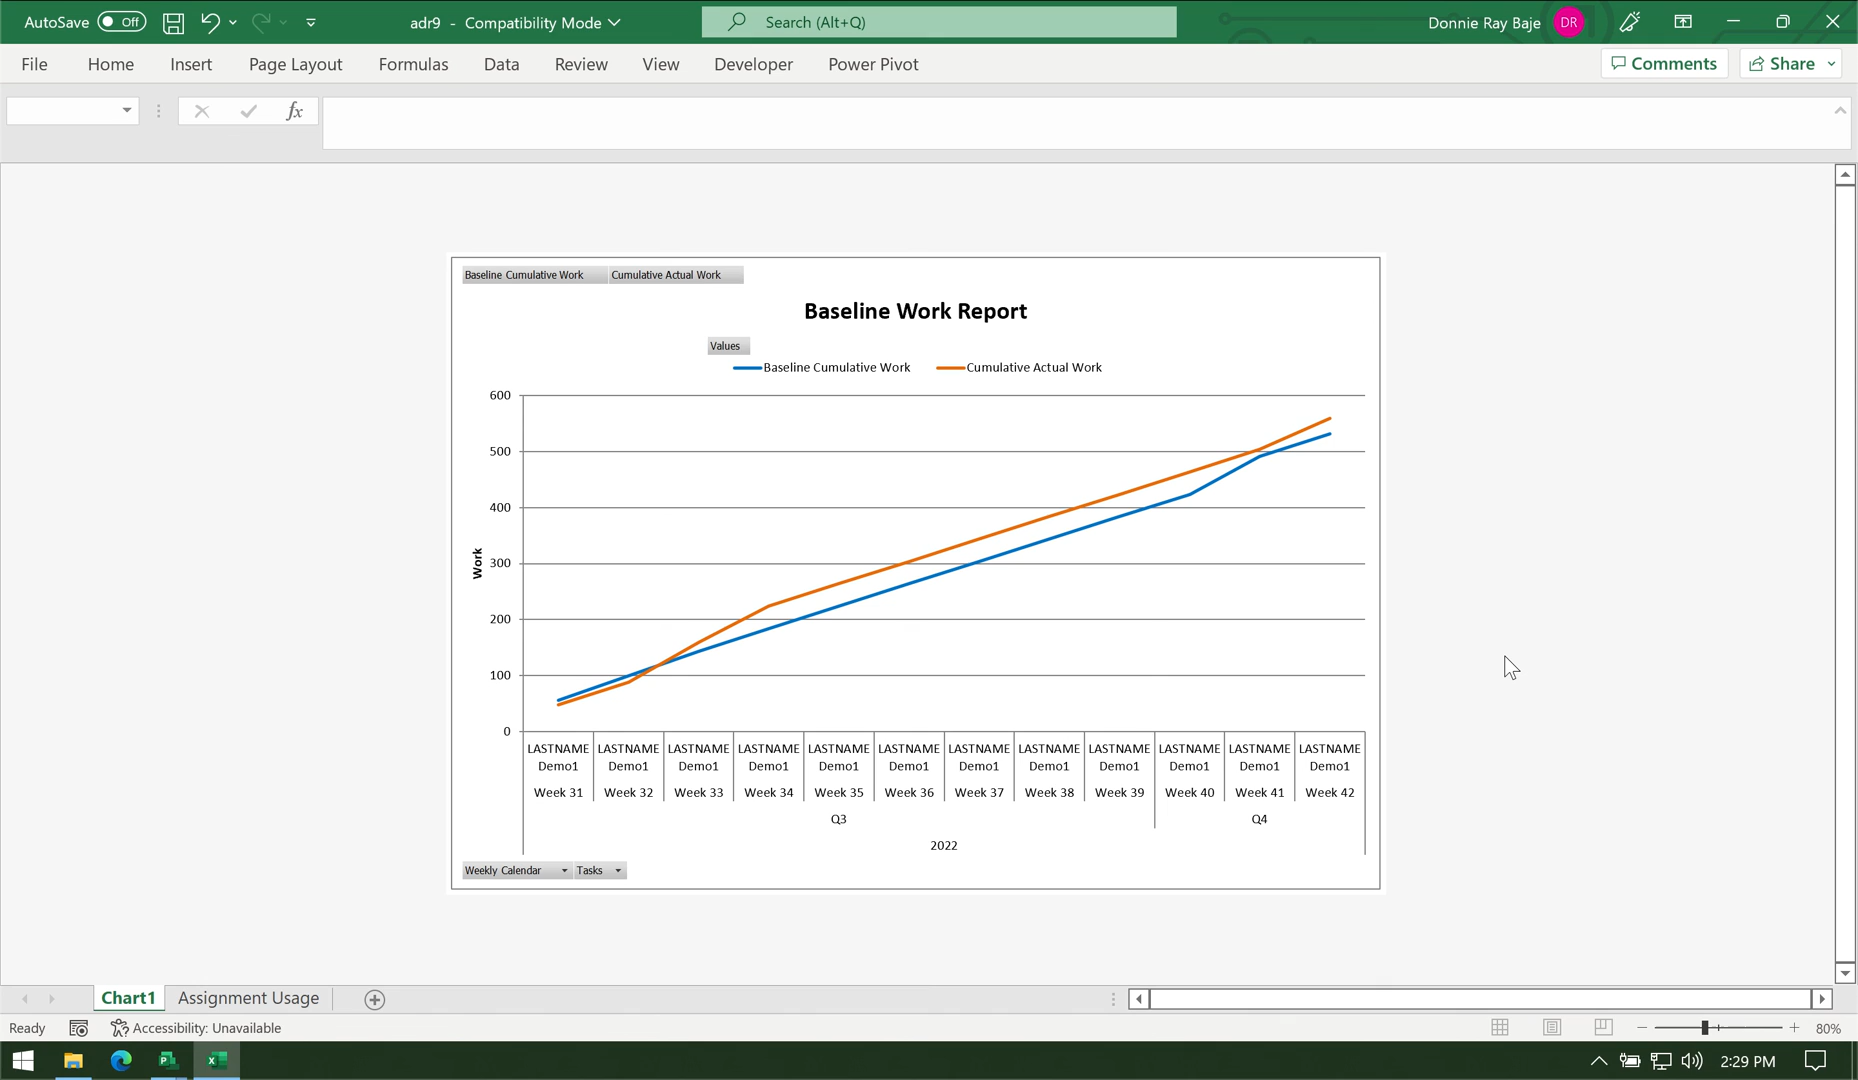 AutoSave Off adr9 - Compatibility Mode Search (Alt+Q) Donnie Ray Baje DR
File Home Insert Page Layout Formulas Data Review View Developer Power Pivot Comments Share
fx
Baseline Cumulative Work Cumulative Actual Work
Baseline Work Report
Values
Baseline Cumulative Work Cumulative Actual Work
600
500
400
300
200
100
0
Work
LASTNAME LASTNAME LASTNAME LASTNAME LASTNAME LASTNAME LASTNAME LASTNAME LASTNAME LASTNAME LASTNAME LASTNAME
Demo1 Demo1 Demo1 Demo1 Demo1 Demo1 Demo1 Demo1 Demo1 Demo1 Demo1 Demo1
Week 31 Week 32 Week 33 Week 34 Week 35 Week 36 Week 37 Week 38 Week 39 Week 40 Week 41 Week 42
Q3 Q4
2022
Weekly Calendar Tasks
Chart1 Assignment Usage
Ready Accessibility: Unavailable 80%
2:29 PM